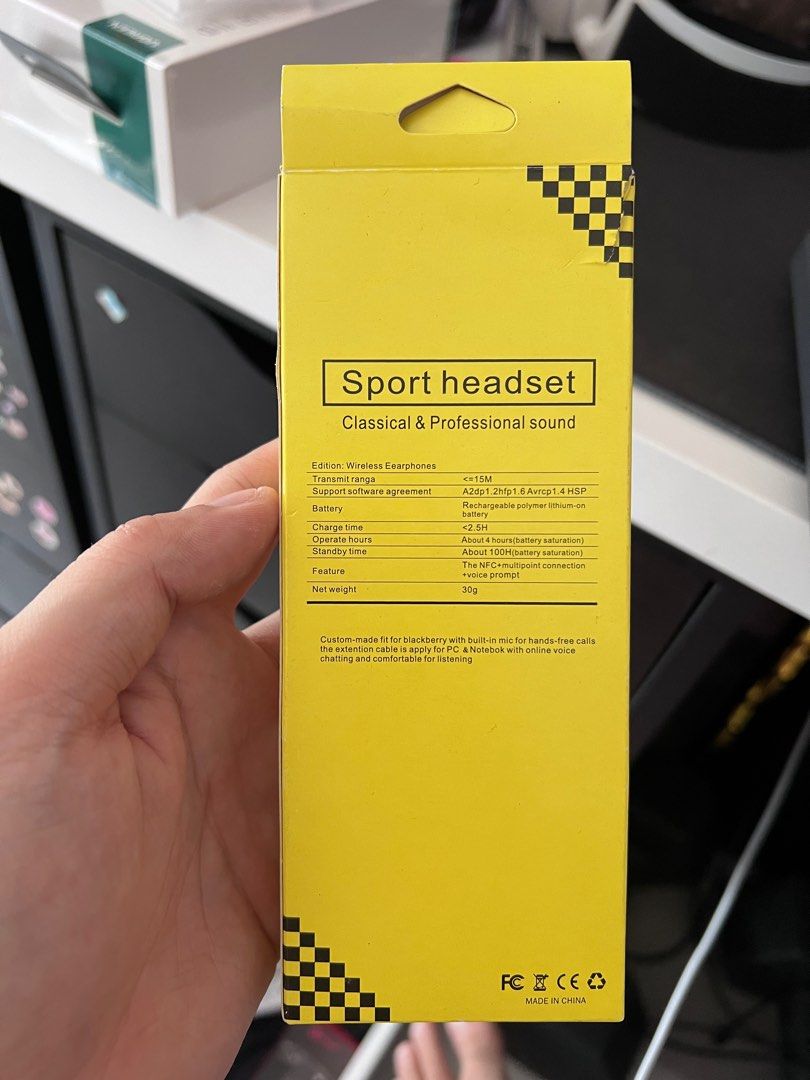 Sport headset
Classical & Professional sound
Edition: Wireless Eearphones
Transmit ranga <=15M
Support software agreement A2dp1.2hfp1.6 Avrcp1.4 HSP
Battery Rechargeable polymer lithium-on
battery
Charge time <2.5H
Operate hours About 4 hours(battery saturation)
Standby time About 100H(battery saturation)
Feature The NFC+multipoint connection
+voice prompt
Net weight 30g
Custom-made fit for blackberry with built-in mic for hands-free calls
the extention cable is apply for PC & Notebok with online voice
chatting and comfortable for listening
FC CE
MADE IN CHINA